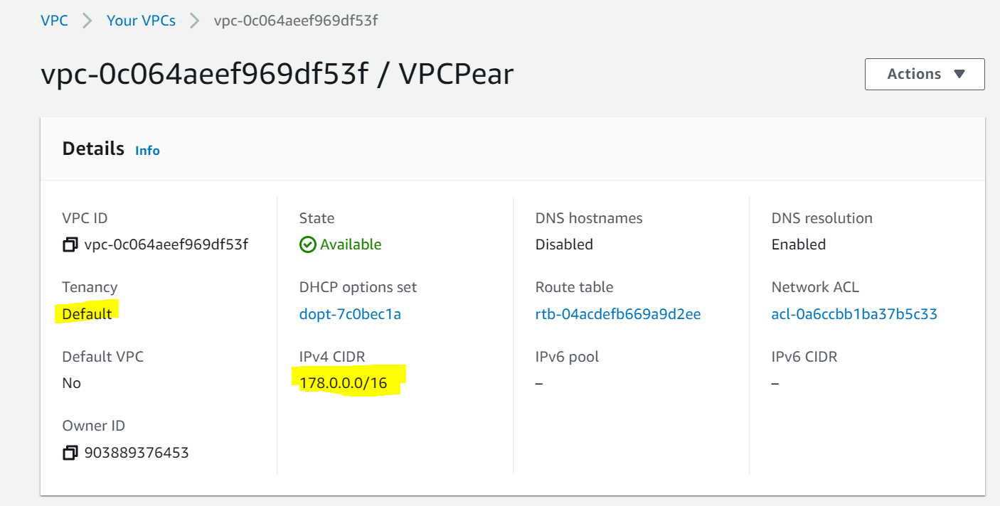 VPC > Your VPCs > vpc-0c064aeef969df53f
vpc-0c064aeef969df53f / VPCPear
Actions ▼
Details Info
VPC ID State DNS hostnames DNS resolution
vpc-0c064aeef969df53f Available Disabled Enabled
Tenancy DHCP options set Route table Network ACL
Default dopt-7c0bec1a rtb-04acdefb669a9d2ee acl-0a6ccbb1ba37b5c33
Default VPC IPv4 CIDR IPv6 pool IPv6 CIDR
No 178.0.0.0/16 – –
Owner ID
903889376453